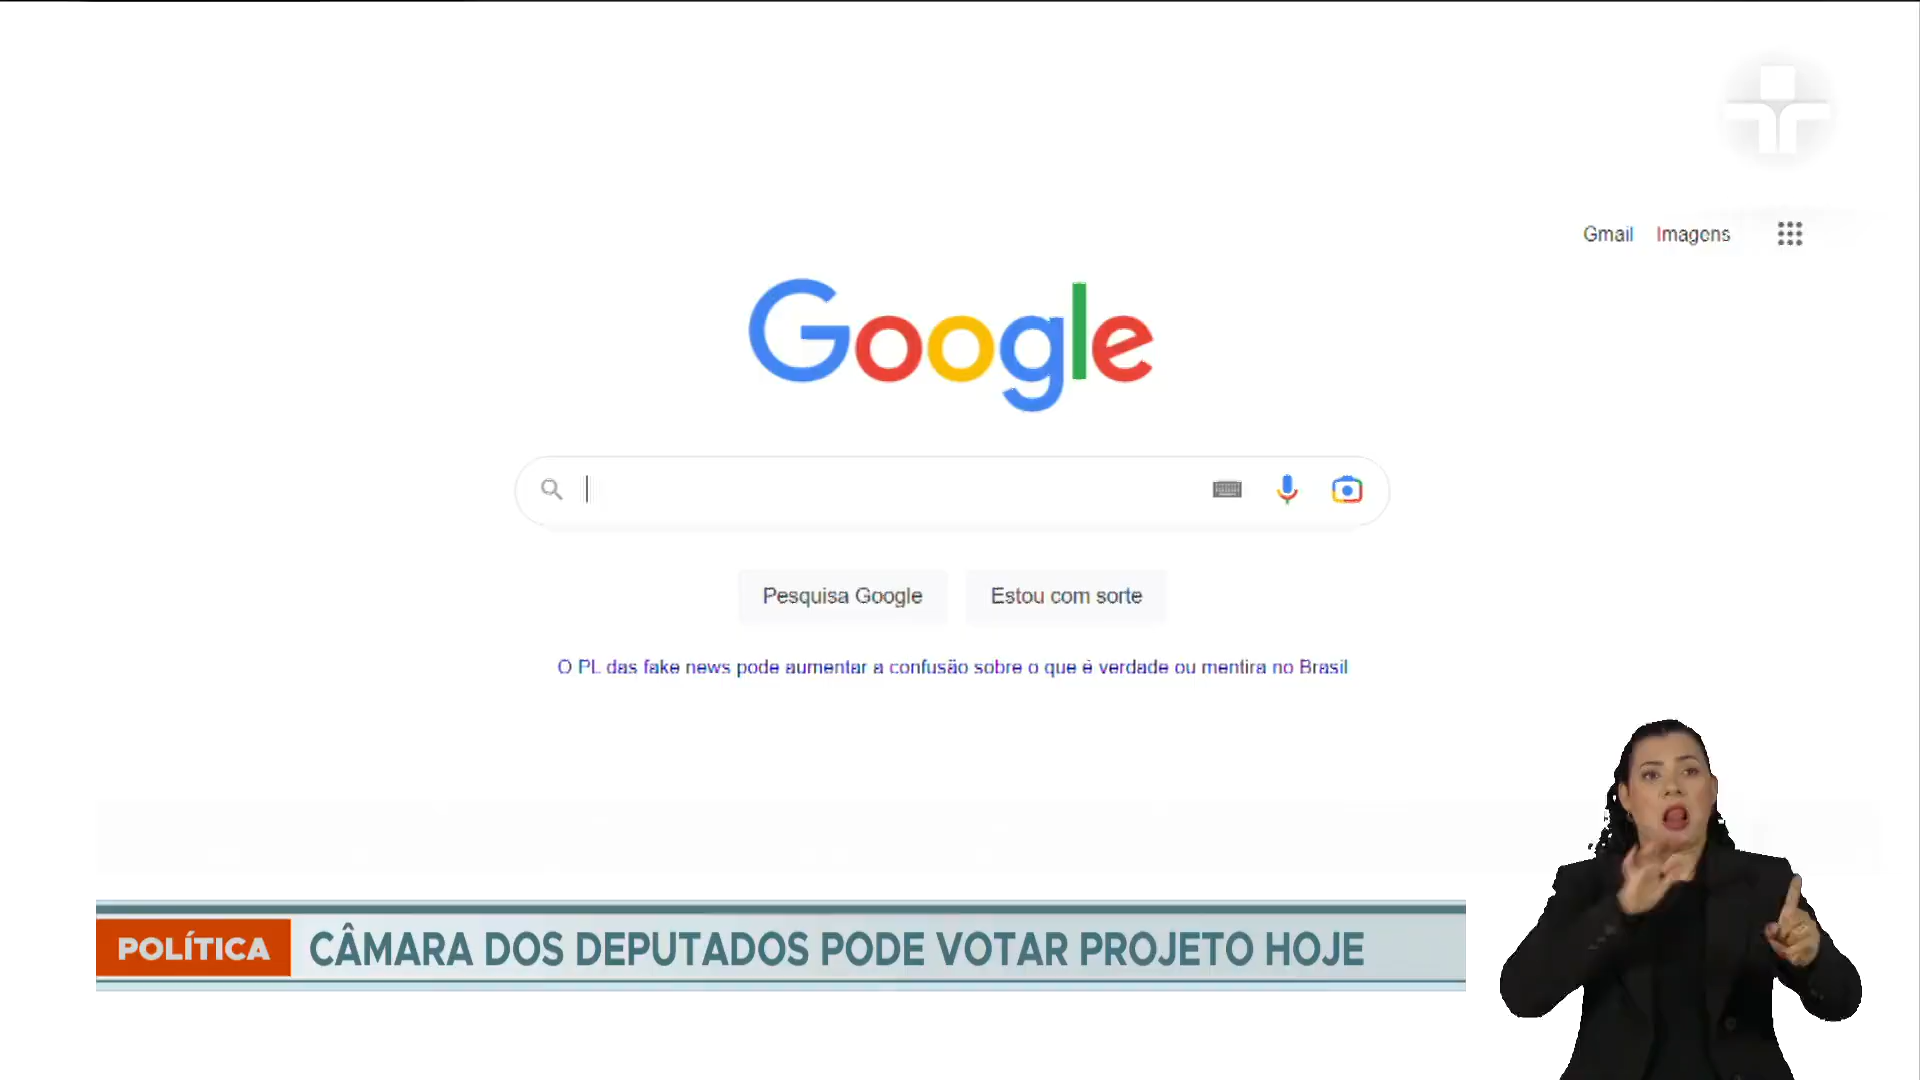 Gmail Imagens
Google
Pesquisa Google Estou com sorte
O PL das fake news pode aumentar a confusão sobre o que é verdade ou mentira no Brasil
POLÍTICA CÂMARA DOS DEPUTADOS PODE VOTAR PROJETO HOJE